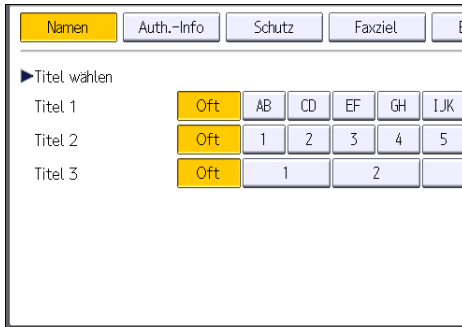 Namen Auth.-Info Schutz Faxziel
▶Titel wählen
Titel 1 Oft AB CD EF GH IJK
Titel 2 Oft 1 2 3 4 5
Titel 3 Oft 1 2